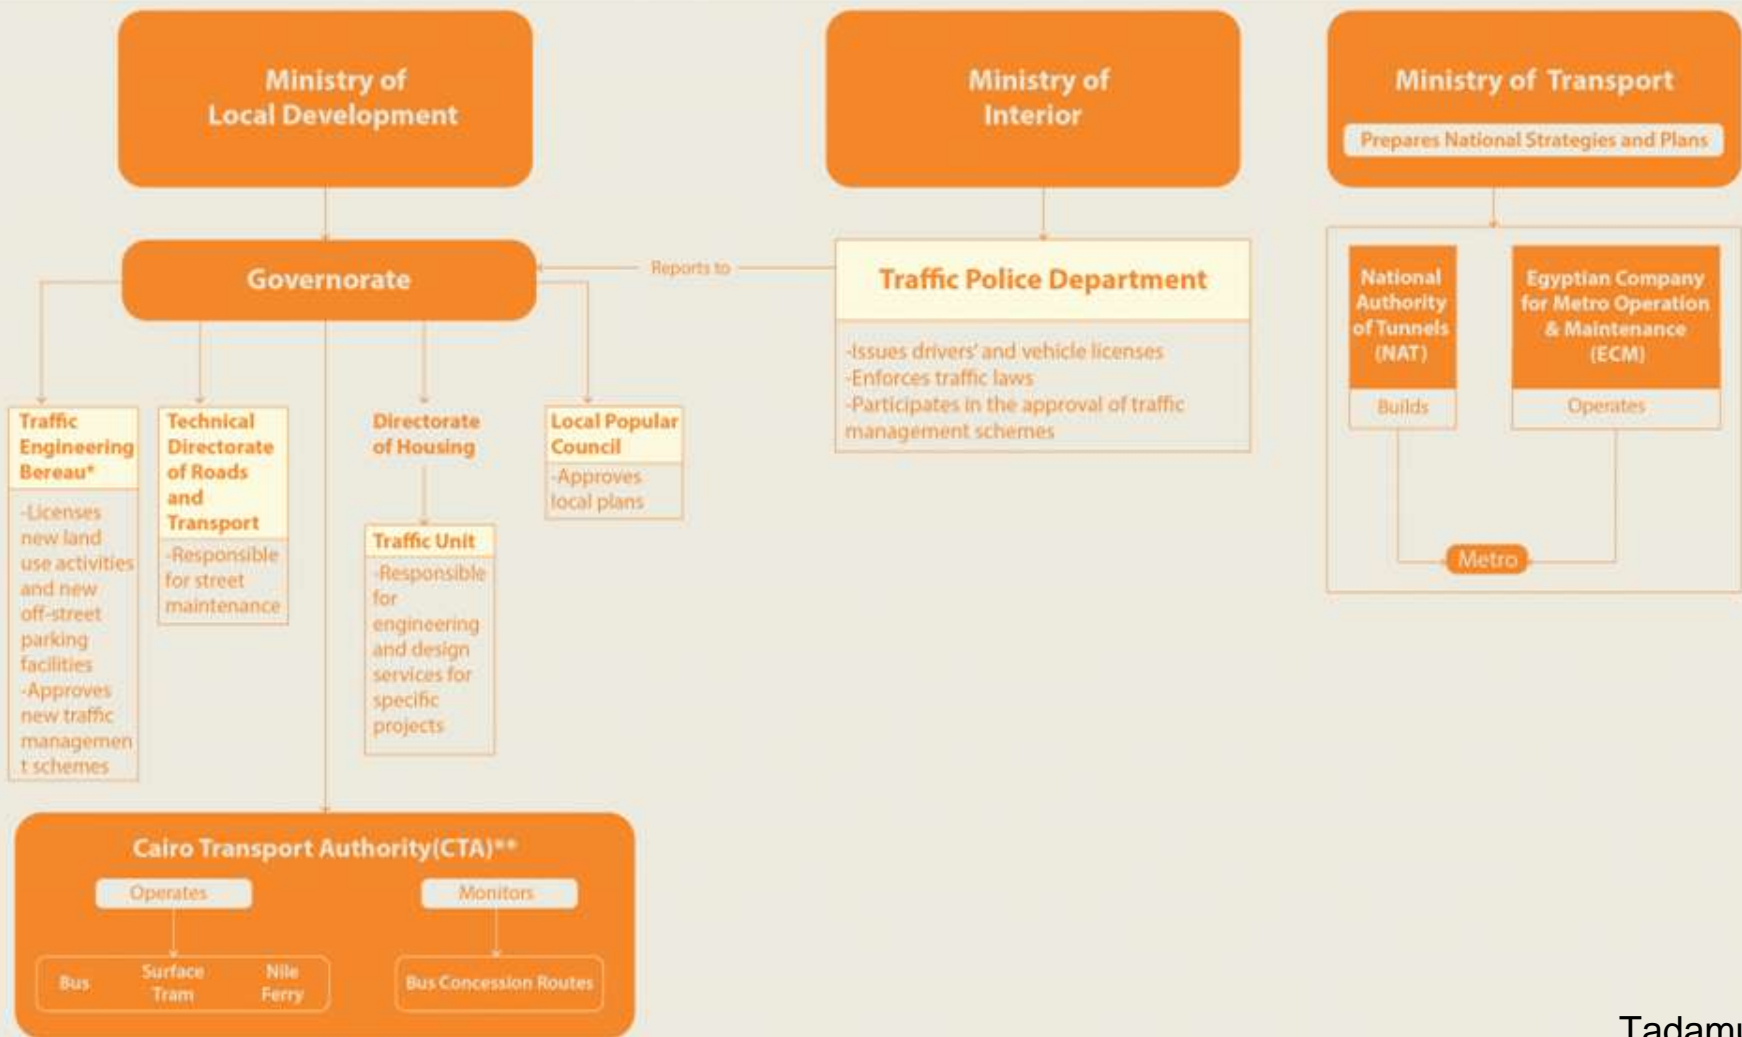 Ministry of
Local Development
Ministry of
Interior
Ministry of Transport
Prepares National Strategies and Plans
Governorate
Reports to
Traffic Police Department
-Issues drivers' and vehicle licenses
-Enforces traffic laws
-Participates in the approval of traffic
management schemes
National
Authority
of Tunnels
(NAT)
Builds
Egyptian Company
for Metro Operation
& Maintenance
(ECM)
Operates
Metro
Traffic
Engineering
Bereau*
-Licenses
new land
use activities
and new
off-street
parking
facilities
-Approves
new traffic
managemen
t schemes
Technical
Directorate
of Roads
and
Transport
-Responsible
for street
maintenance
Directorate
of Housing
Traffic Unit
-Responsible
for
engineering
and design
services for
specific
projects
Local Popular
Council
-Approves
local plans
Cairo Transport Authority(CTA)**
Operates
Bus
Surface
Tram
Nile
Ferry
Monitors
Bus Concession Routes